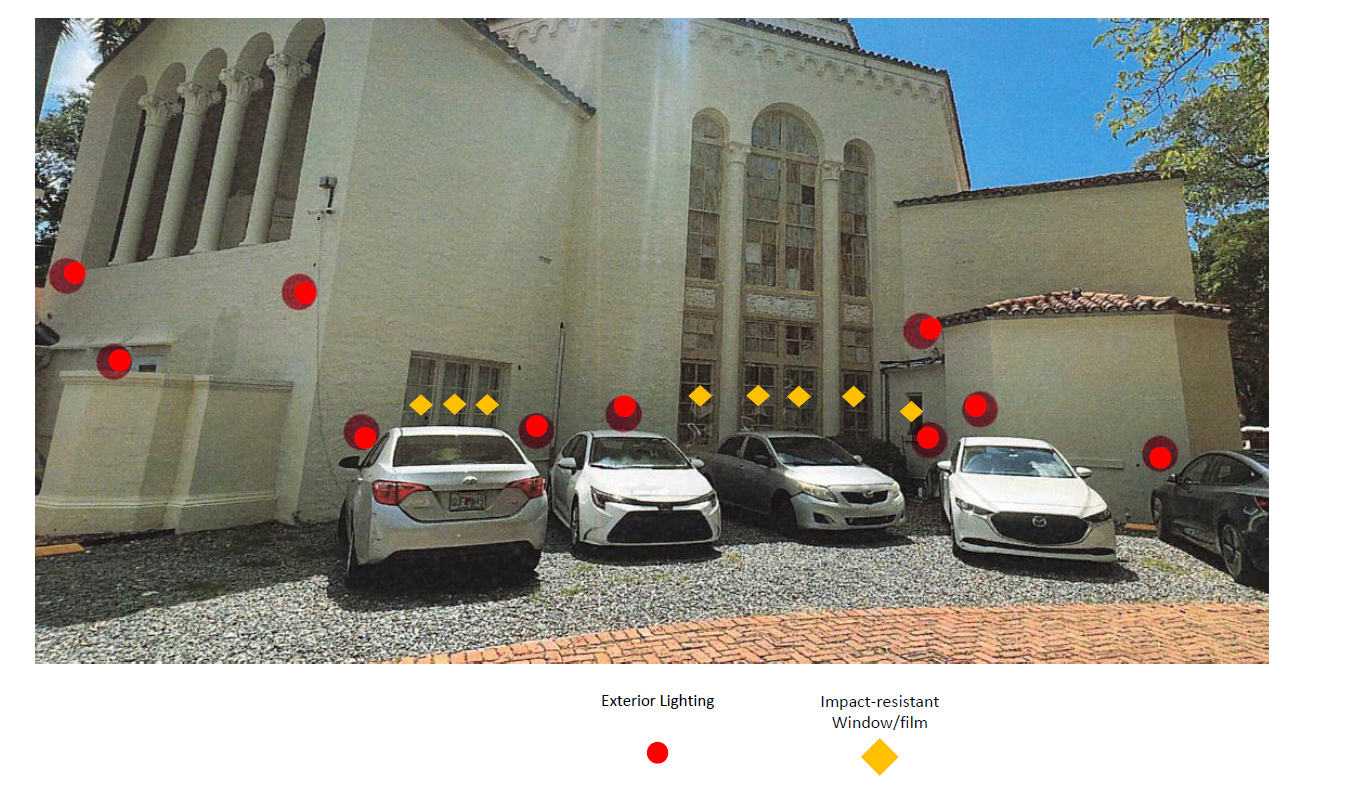 Exterior Lighting
Impact-resistant
Window/film